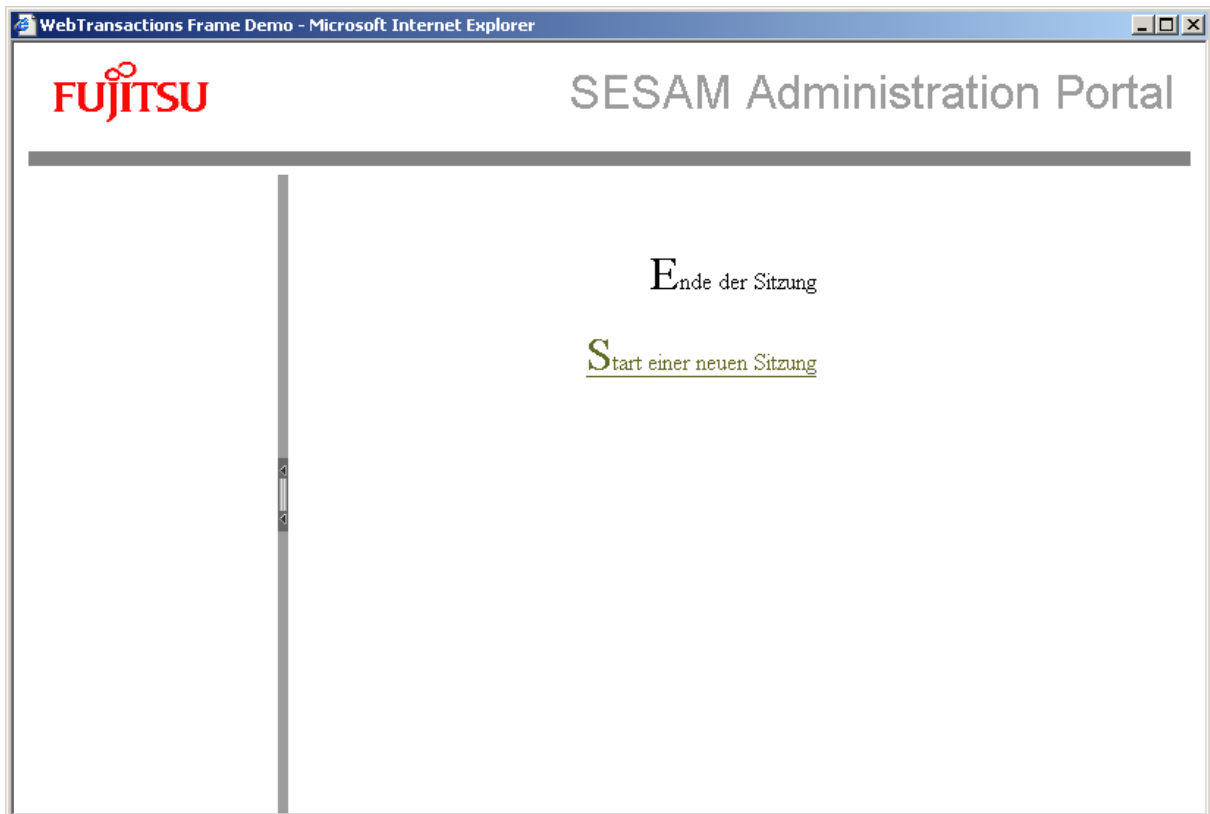 WebTransactions Frame Demo - Microsoft Internet Explorer
FUJITSU
SESAM Administration Portal
Ende der Sitzung
Start einer neuen Sitzung